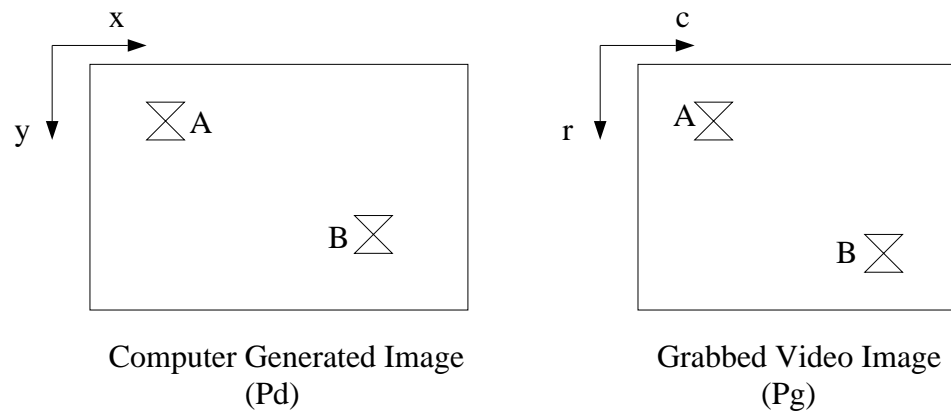 x
c
A
A
y
r
B
B
Computer Generated Image
(Pd)
Grabbed Video Image
(Pg)